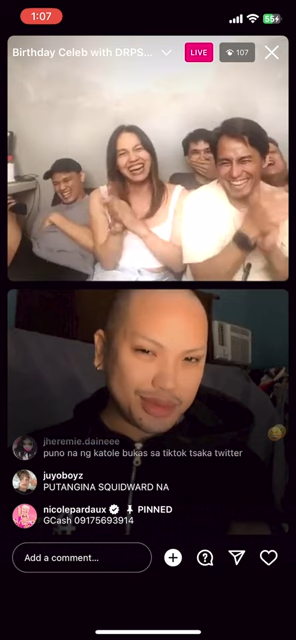 1:07
55
Birthday Celeb with DRPS...
LIVE
107
jheremie.daineee
puno na ng katole bukas sa tiktok tsaka twitter
juyoboyz
PUTANGINA SQUIDWARD NA
nicolepardaux PINNED
GCash 09175693914
Add a comment...